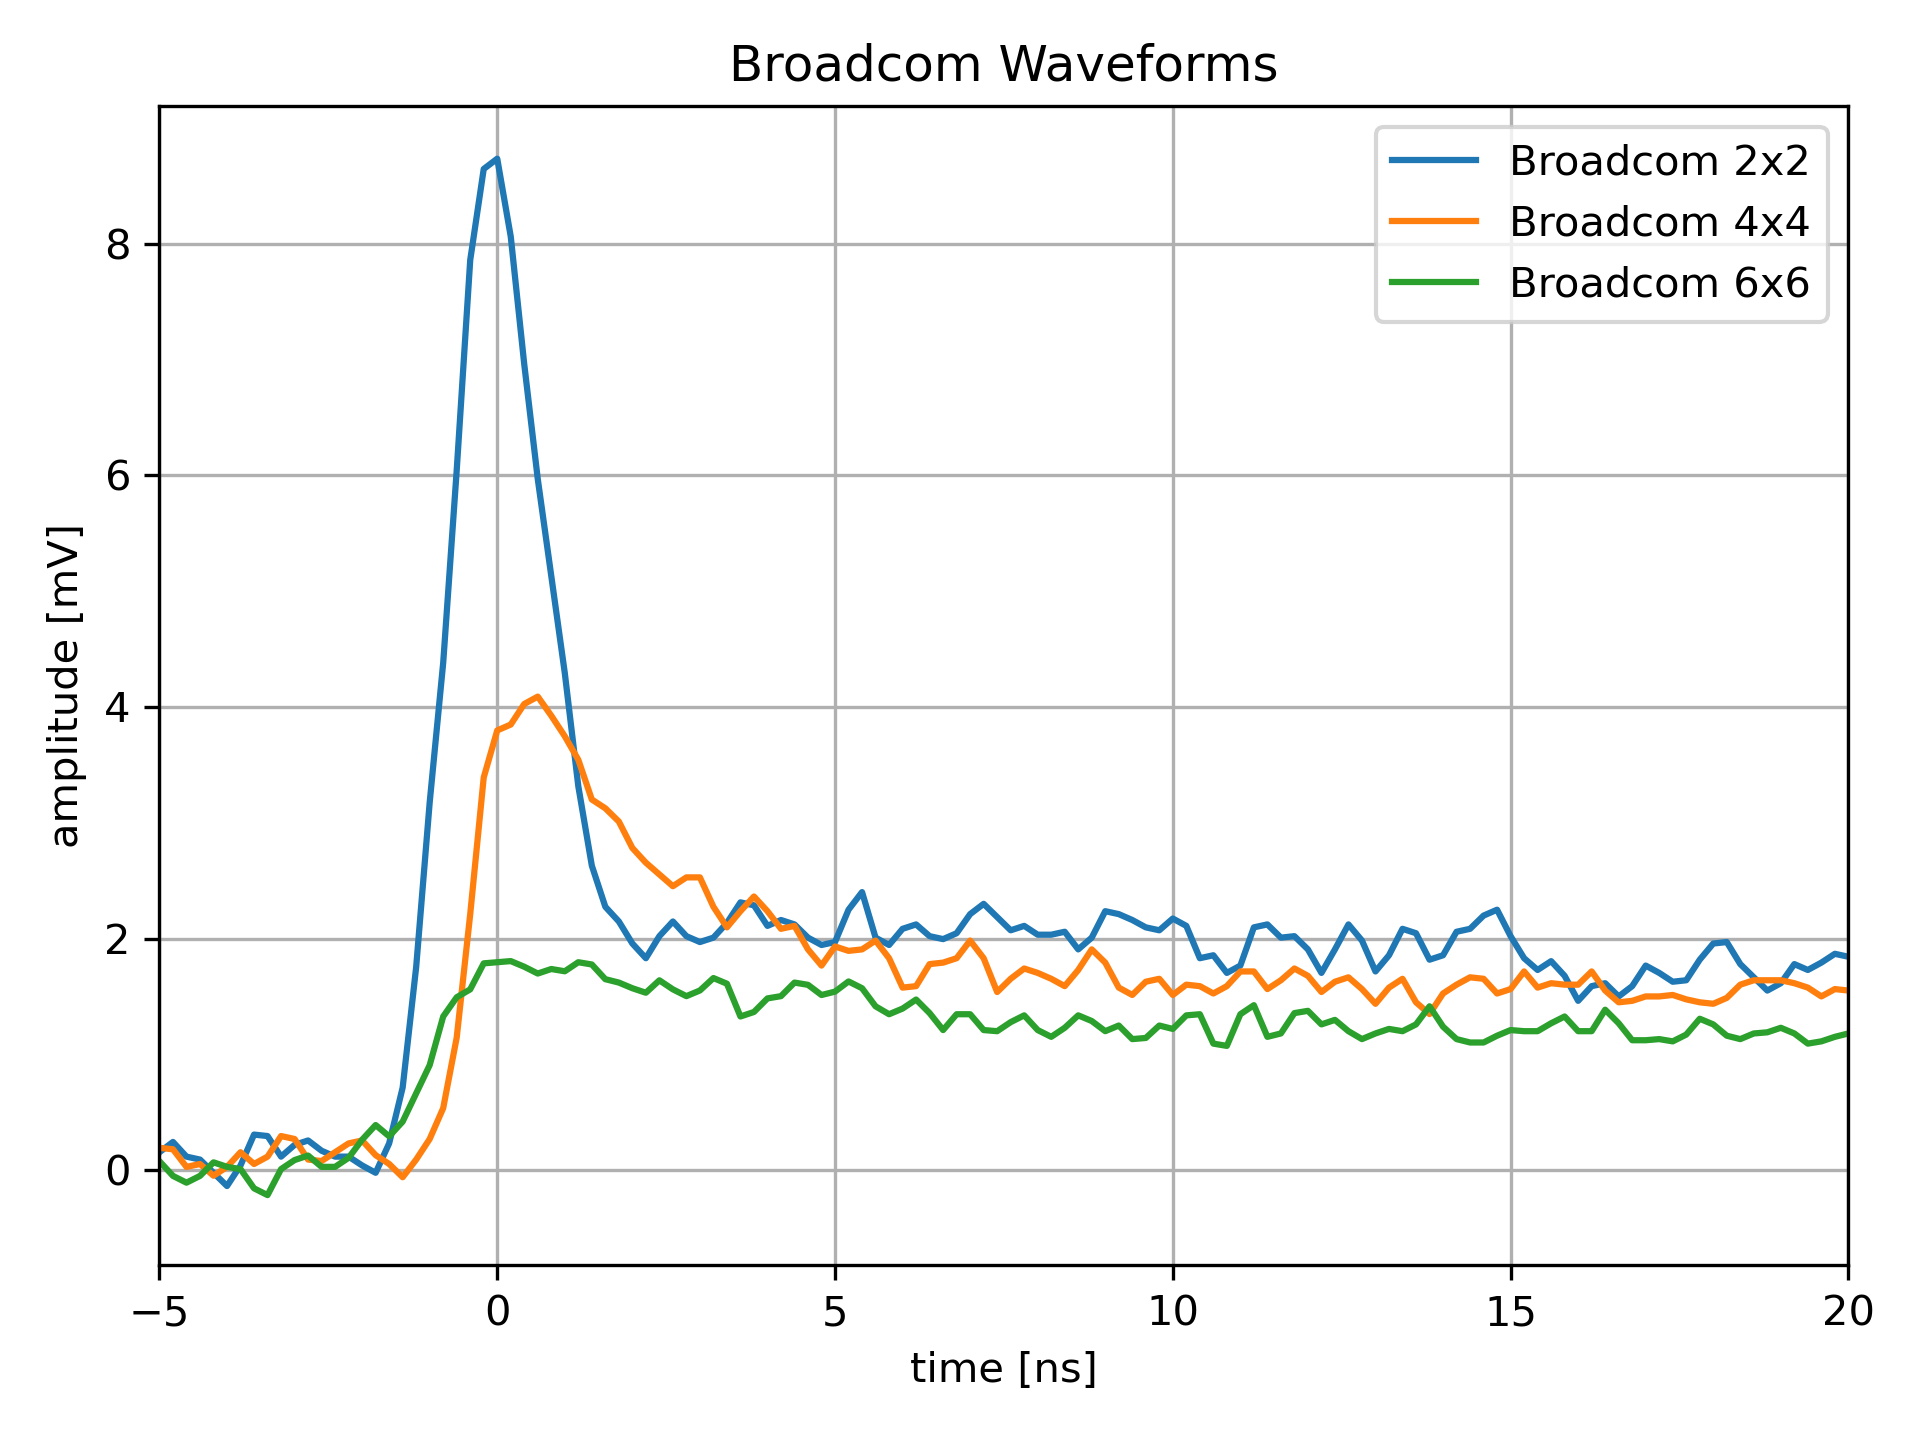 Broadcom Waveforms
Broadcom 2x2
Broadcom 4x4
Broadcom 6x6
amplitude [mV]
8
6
4
2
0
−5 0 5 10 15 20
time [ns]